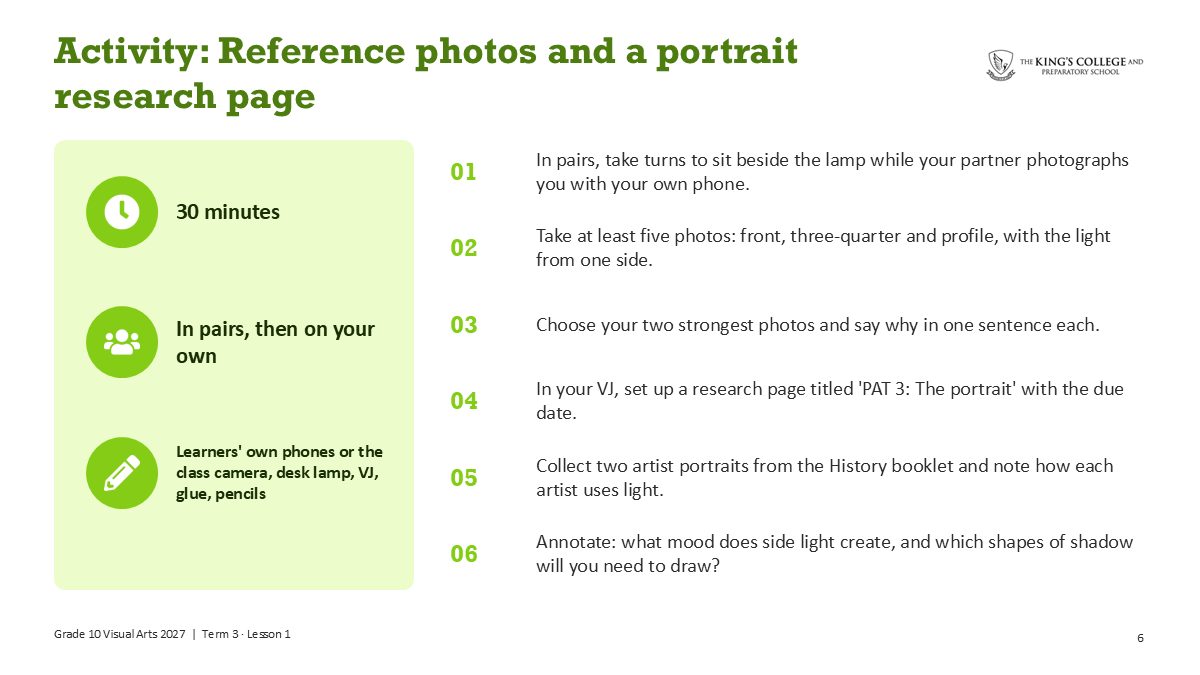 Activity: Reference photos and a portrait
research page
THE KING'S COLLEGE AND
PREPARATORY SCHOOL
30 minutes
In pairs, then on your
own
Learners' own phones or the
class camera, desk lamp, VJ,
glue, pencils
01
In pairs, take turns to sit beside the lamp while your partner photographs
you with your own phone.
02
Take at least five photos: front, three-quarter and profile, with the light
from one side.
03
Choose your two strongest photos and say why in one sentence each.
04
In your VJ, set up a research page titled 'PAT 3: The portrait' with the due
date.
05
Collect two artist portraits from the History booklet and note how each
artist uses light.
06
Annotate: what mood does side light create, and which shapes of shadow
will you need to draw?
Grade 10 Visual Arts 2027 | Term 3 · Lesson 1
6